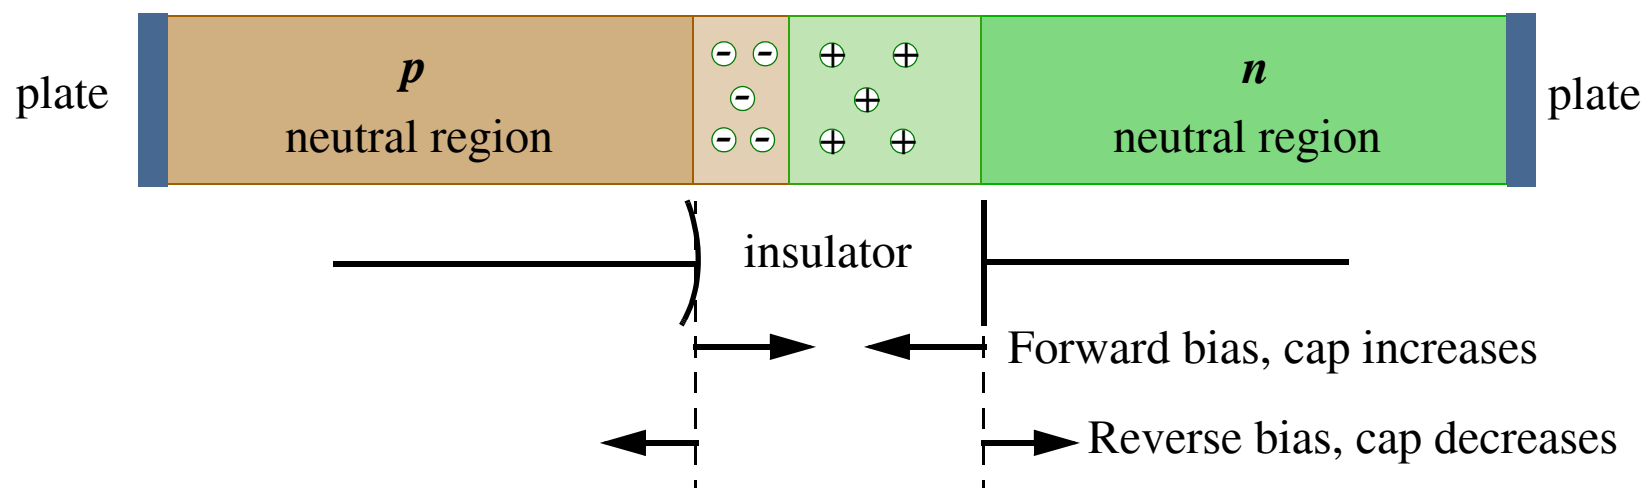 plate
p
neutral region
n
neutral region
plate
insulator
Forward bias, cap increases
Reverse bias, cap decreases